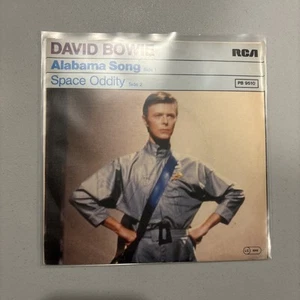 DAVID BOWIE
RCA
Alabama Song
Space Oddity
PB 9510